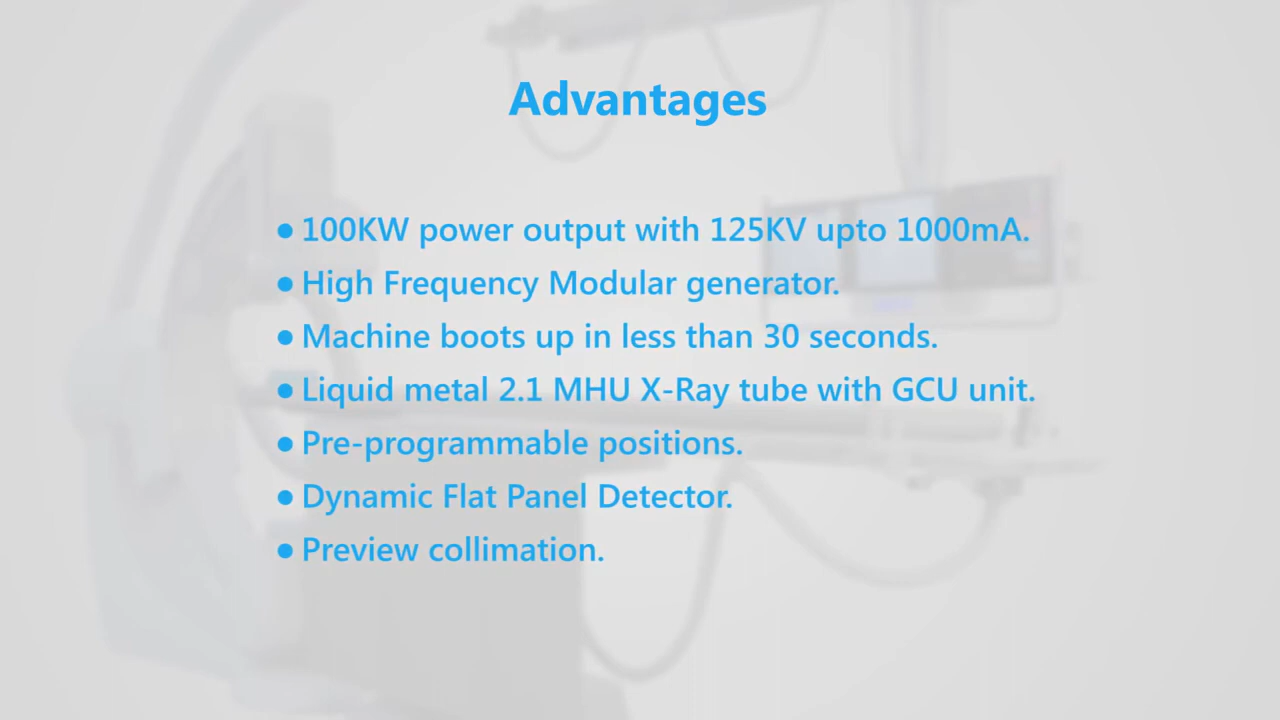 Advantages
● 100KW power output with 125KV upto 1000mA.
● High Frequency Modular generator.
● Machine boots up in less than 30 seconds.
● Liquid metal 2.1 MHU X-Ray tube with GCU unit.
● Pre-programmable positions.
● Dynamic Flat Panel Detector.
● Preview collimation.